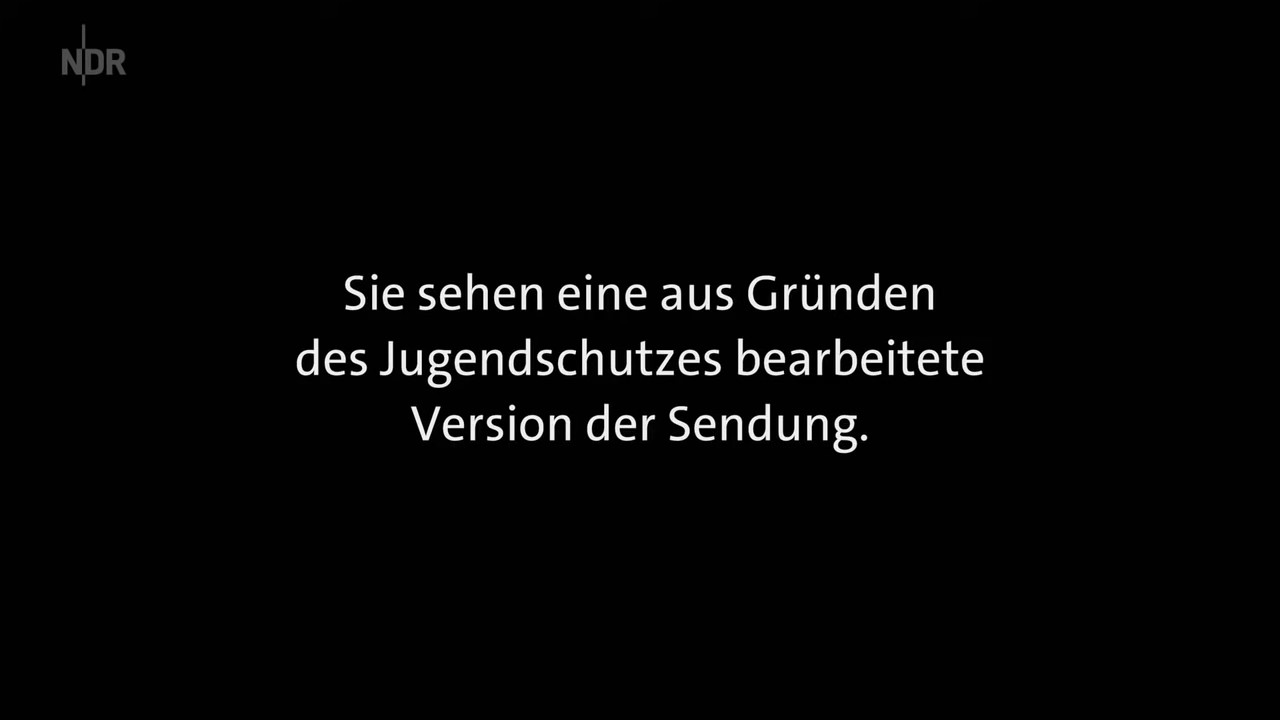 NDR
Sie sehen eine aus Gründen
des Jugendschutzes bearbeitete
Version der Sendung.